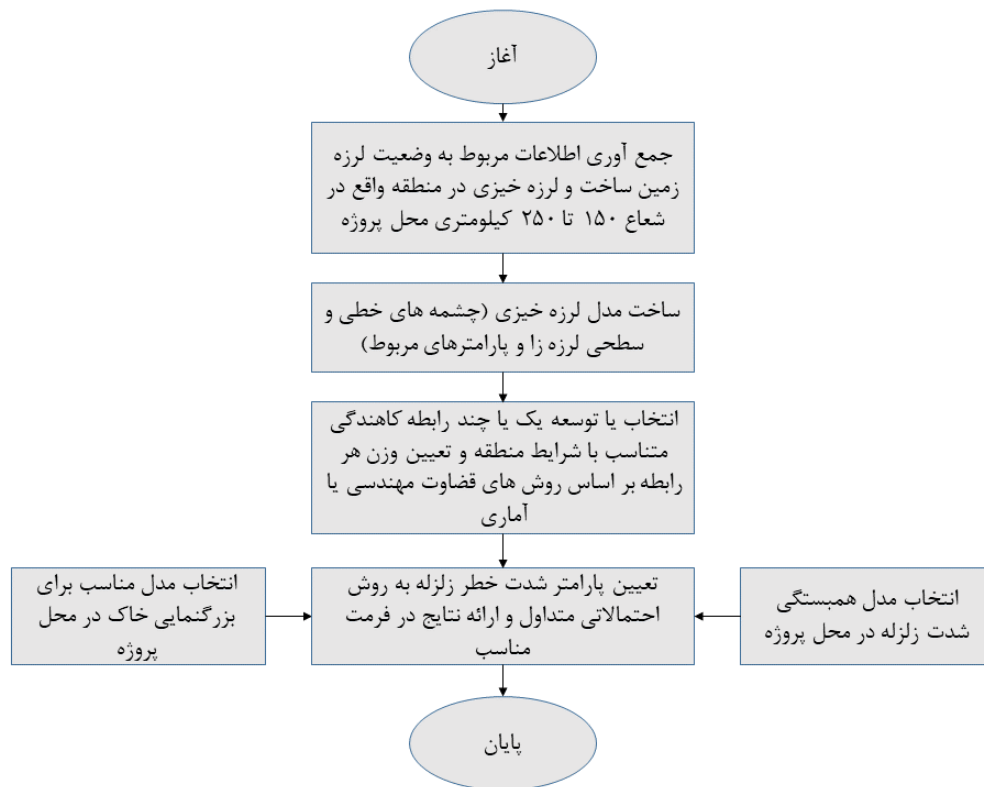 آغاز
جمع آوری اطلاعات مربوط به وضعیت لرزه
زمین ساخت و لرزه خیزی در منطقه واقع در
شعاع ۱۵۰ تا ۲۵۰ کیلومتری محل پروژه
ساخت مدل لرزه خیزی (چشمه های خطی و
سطحی لرزه زا و پارامترهای مربوط)
انتخاب یا توسعه یک یا چند رابطه کاهندگی
متناسب با شرایط منطقه و تعیین وزن هر
رابطه بر اساس روش های قضاوت مهندسی یا
آماری
انتخاب مدل همبستگی
شدت زلزله در محل پروژه
تعیین پارامتر شدت خطر زلزله به روش
احتمالاتی متداول و ارائه نتایج در فرمت
مناسب
انتخاب مدل مناسب برای
بزرگنمایی خاک در محل
پروژه
پایان